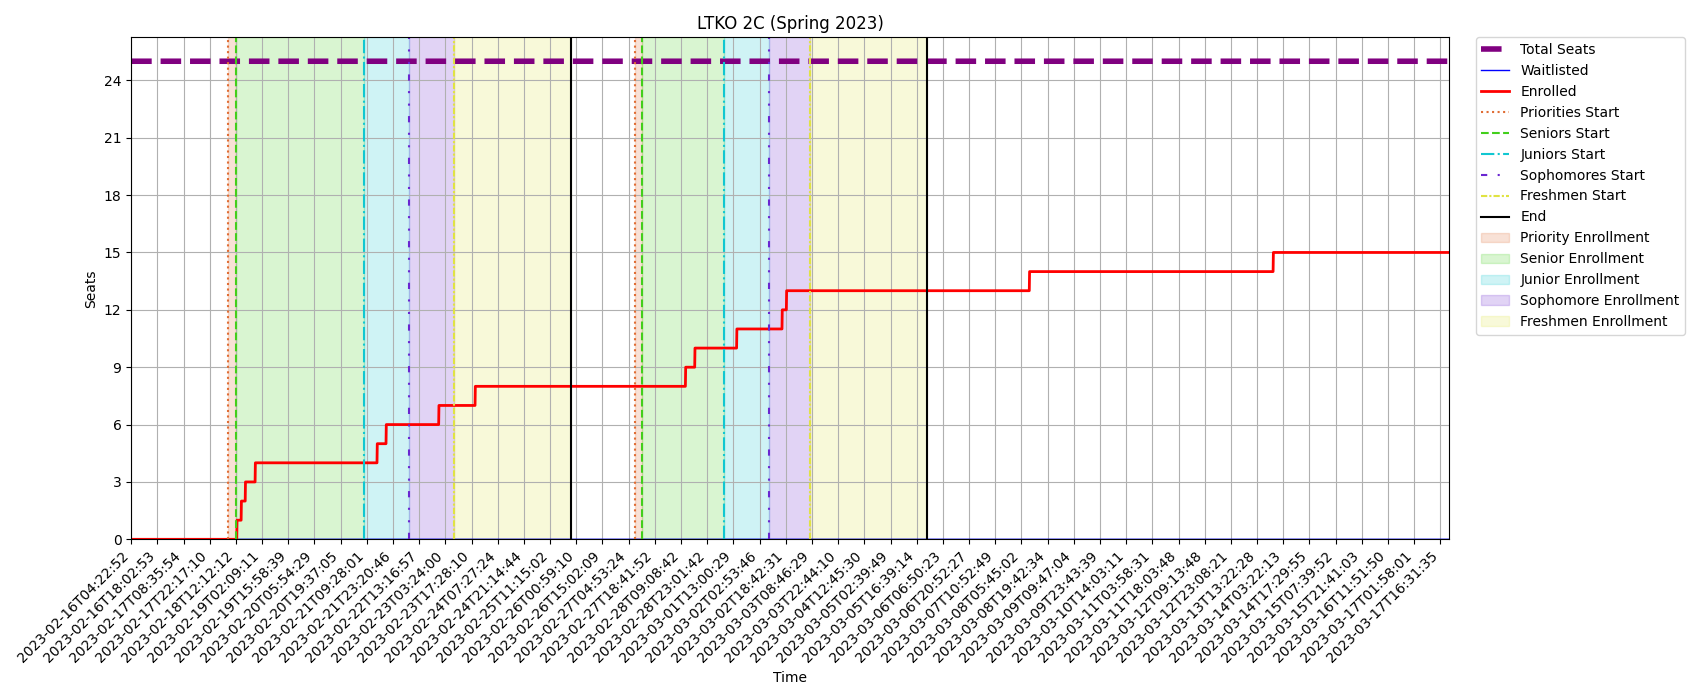 LTKO 2C (Spring 2023)
Seats
24
21
18
15
12
9
6
3
0
2023-02-16T04:22:52
2023-02-16T18:02:53
2023-02-17T08:35:54
2023-02-17T22:17:10
2023-02-18T12:12:12
2023-02-19T02:09:11
2023-02-19T15:58:39
2023-02-20T05:54:29
2023-02-20T19:37:05
2023-02-21T09:28:01
2023-02-21T23:20:46
2023-02-22T13:16:57
2023-02-23T03:24:00
2023-02-23T17:28:10
2023-02-24T07:27:24
2023-02-24T21:14:44
2023-02-25T11:15:02
2023-02-26T00:59:10
2023-02-26T15:02:09
2023-02-27T04:53:24
2023-02-27T18:41:52
2023-02-28T09:08:42
2023-02-28T23:01:42
2023-03-01T13:00:29
2023-03-02T02:53:46
2023-03-02T18:42:31
2023-03-03T08:46:29
2023-03-03T22:44:10
2023-03-04T12:45:30
2023-03-05T02:39:49
2023-03-05T16:39:14
2023-03-06T06:50:23
2023-03-06T20:52:27
2023-03-07T10:52:49
2023-03-08T05:45:02
2023-03-08T19:42:34
2023-03-09T09:47:04
2023-03-09T23:43:39
2023-03-10T14:03:11
2023-03-11T03:58:31
2023-03-11T18:03:48
2023-03-12T09:13:48
2023-03-12T23:08:21
2023-03-13T13:22:28
2023-03-14T03:22:13
2023-03-14T17:29:55
2023-03-15T07:39:52
2023-03-15T21:41:03
2023-03-16T11:51:50
2023-03-17T01:58:01
2023-03-17T16:31:35
Time
Total Seats
Waitlisted
Enrolled
Priorities Start
Seniors Start
Juniors Start
Sophomores Start
Freshmen Start
End
Priority Enrollment
Senior Enrollment
Junior Enrollment
Sophomore Enrollment
Freshmen Enrollment